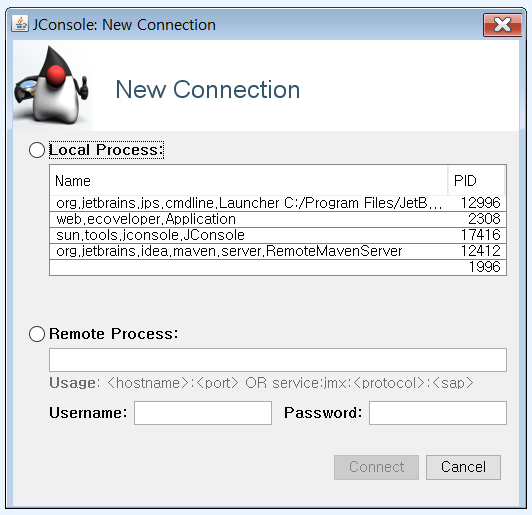 JConsole: New Connection
New Connection
Local Process:
Name PID
org.jetbrains.jps.cmdline.Launcher C:/Program Files/JetB... 12996
web.ecoveloper.Application 2308
sun.tools.jconsole.JConsole 17416
org.jetbrains.idea.maven.server.RemoteMavenServer 12412
1996
Remote Process:
Usage: <hostname>:<port> OR service:jmx:<protocol>:<sap>
Username: Password:
Connect Cancel